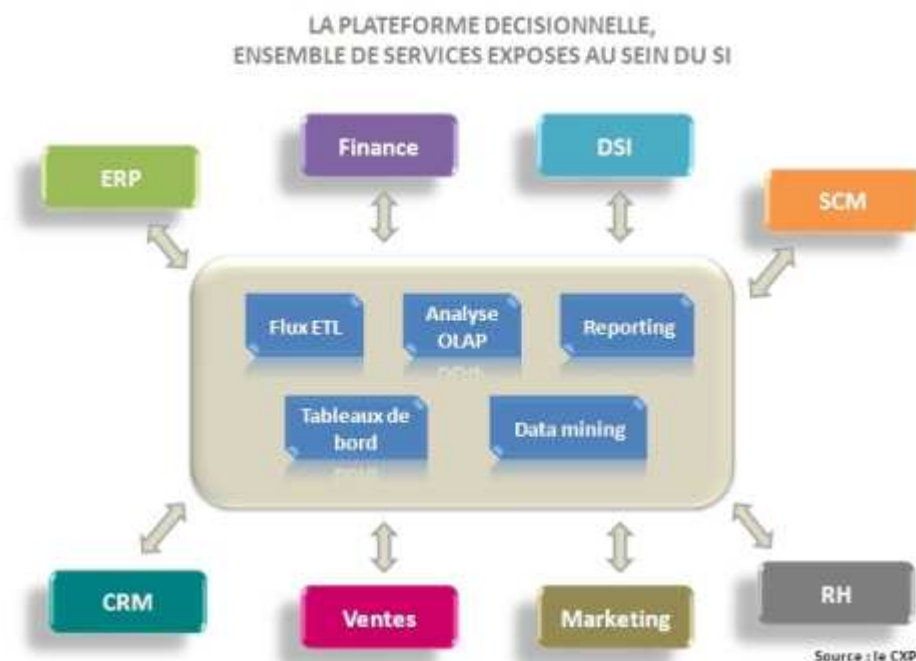 LA PLATEFORME DECISIONNELLE,
ENSEMBLE DE SERVICES EXPOSES AU SEIN DU SI
ERP
Finance
DSI
SCM
Flux ETL
Analyse
OLAP
Reporting
Tableaux de
bord
Data mining
CRM
Ventes
Marketing
RH
Source : le CXP